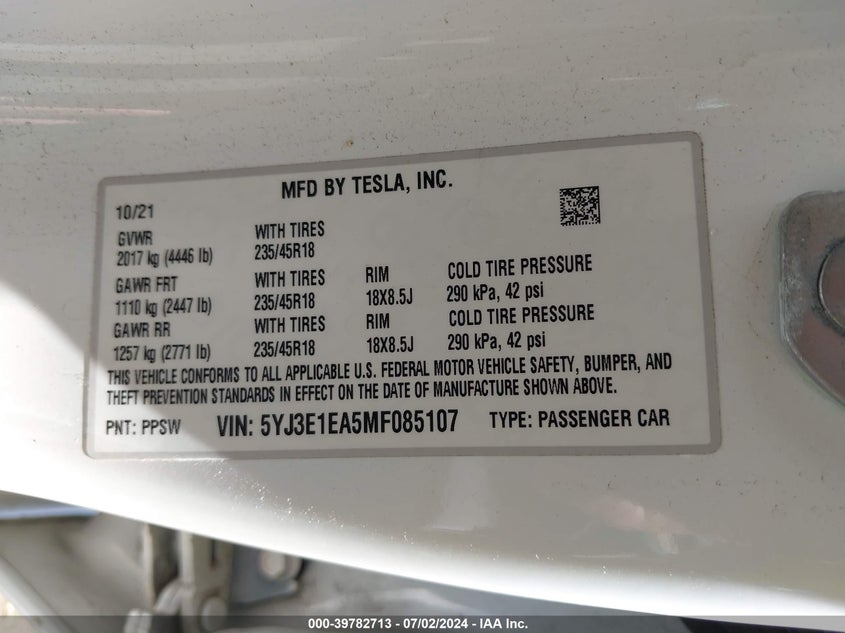 MFD BY TESLA, INC.
10/21
GVWR WITH TIRES
2017 kg (4446 lb) 235/45R18
GAWR FRT WITH TIRES RIM COLD TIRE PRESSURE
1110 kg (2447 lb) 235/45R18 18X8.5J 290 kPa, 42 psi
GAWR RR WITH TIRES RIM COLD TIRE PRESSURE
1257 kg (2771 lb) 235/45R18 18X8.5J 290 kPa, 42 psi
THIS VEHICLE CONFORMS TO ALL APPLICABLE U.S. FEDERAL MOTOR VEHICLE SAFETY, BUMPER, AND
THEFT PREVENTION STANDARDS IN EFFECT ON THE DATE OF MANUFACTURE SHOWN ABOVE.
PNT: PPSW VIN: 5YJ3E1EA5MF085107 TYPE: PASSENGER CAR
000-39782713 - 07/02/2024 - IAA Inc.